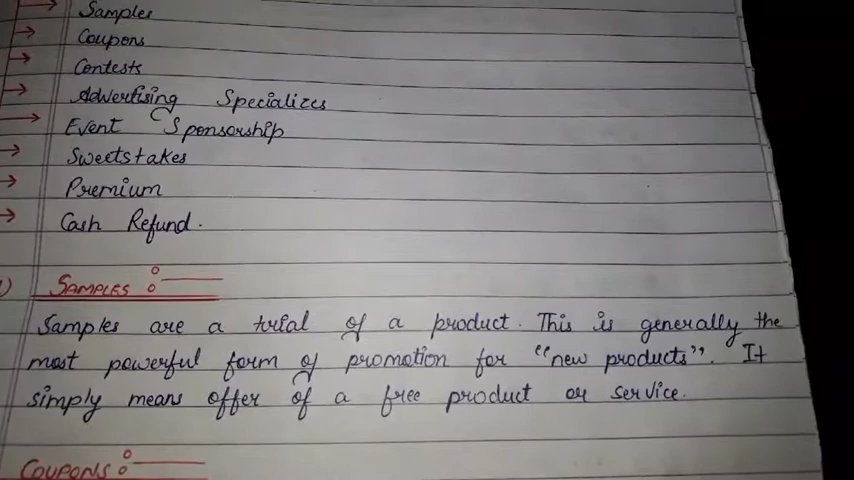 → Samples
→ Coupons
→ Contests
→ Advertising Specializes
→ Event Sponsorship
→ Sweetstakes
→ Premium
→ Cash Refund.
SAMPLES :-
Samples are a trial of a product. This is generally the
most powerful form of promotion for "new products". It
simply means offer of a free product or service.
COUPONS :-